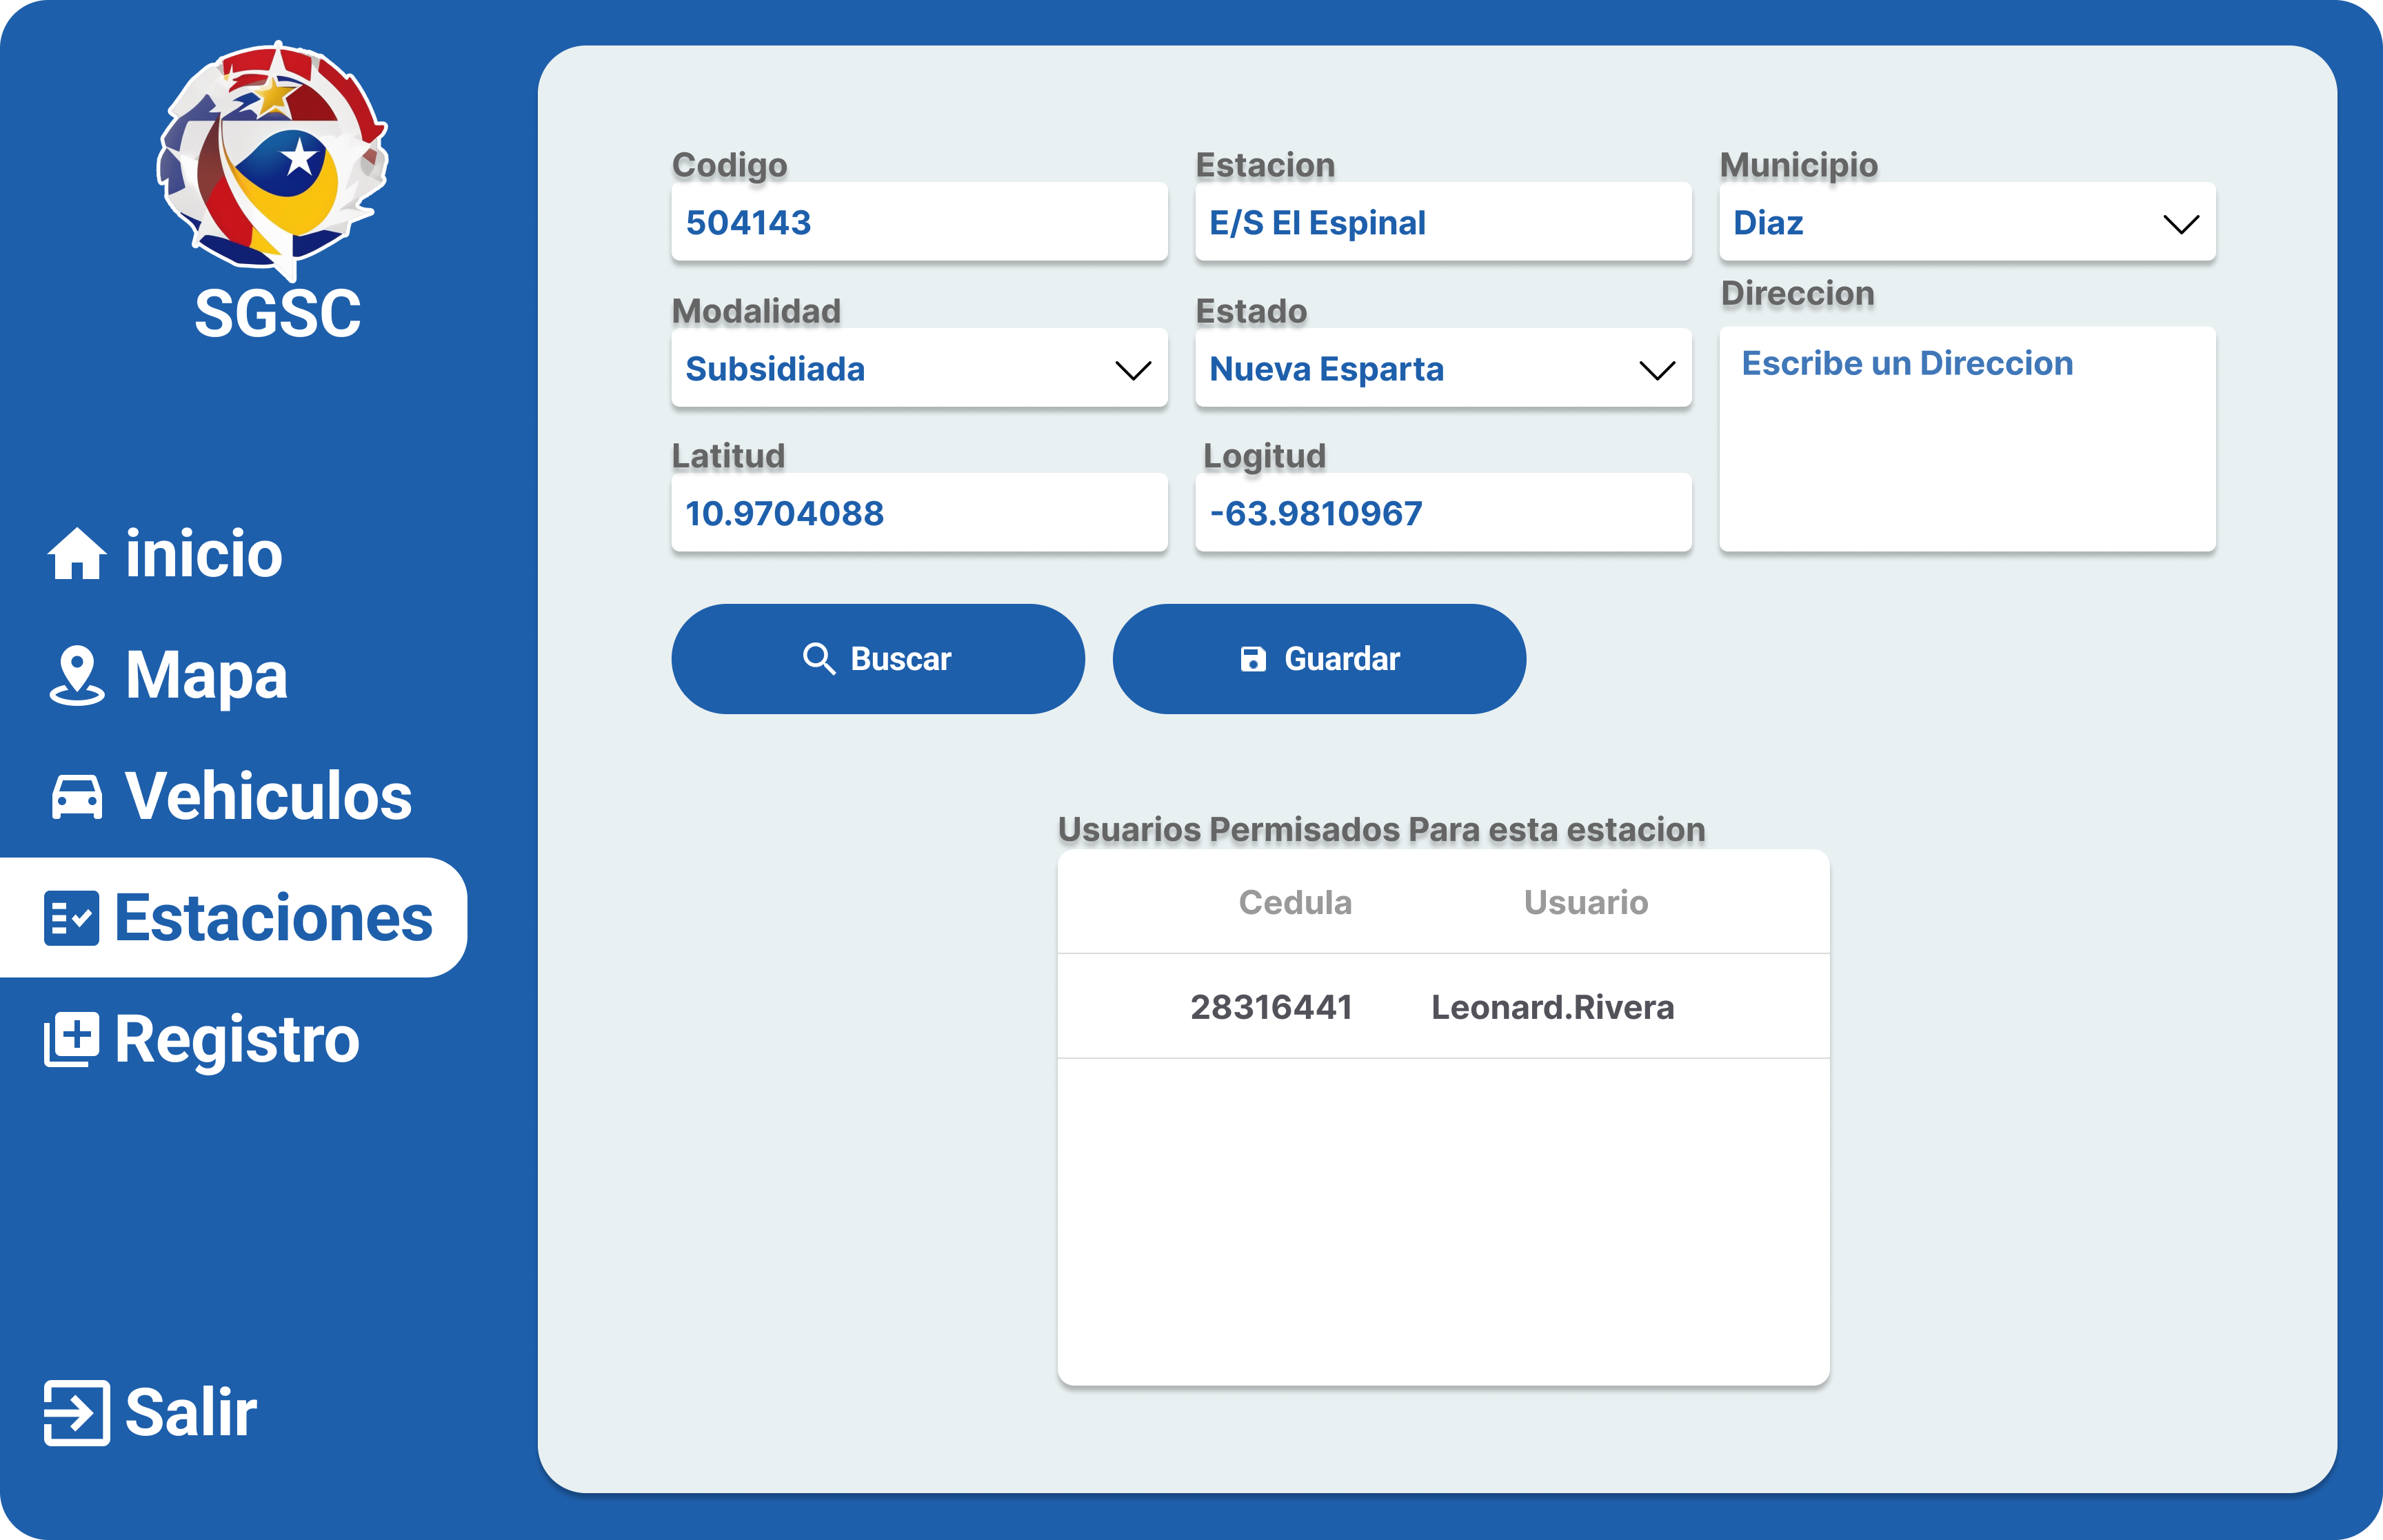 SGSC
inicio
Mapa
Vehiculos
Estaciones
Registro
Salir
Codigo
504143
Estacion
E/S El Espinal
Municipio
Diaz
Modalidad
Subsidiada
Estado
Nueva Esparta
Direccion
Escribe un Direccion
Latitud
10.9704088
Logitud
-63.9810967
Buscar
Guardar
Usuarios Permisados Para esta estacion
Cedula Usuario
28316441 Leonard.Rivera